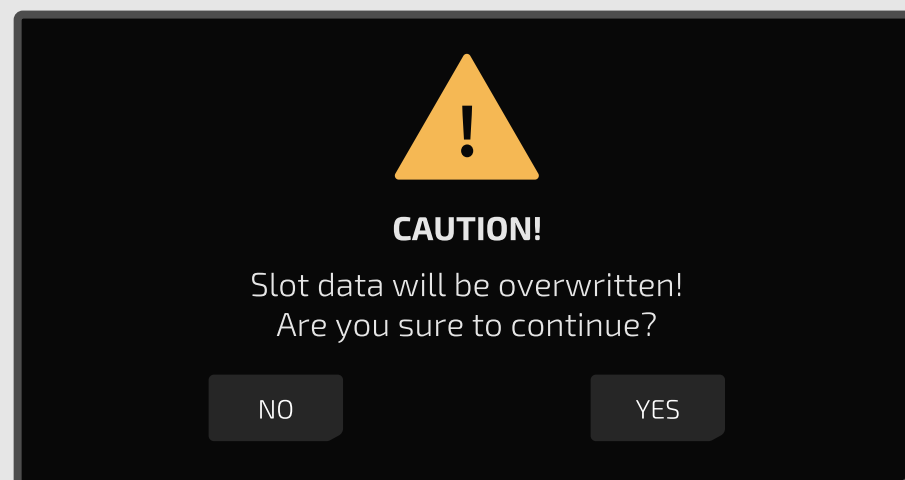 !
CAUTION!
Slot data will be overwritten!
Are you sure to continue?
NO
YES